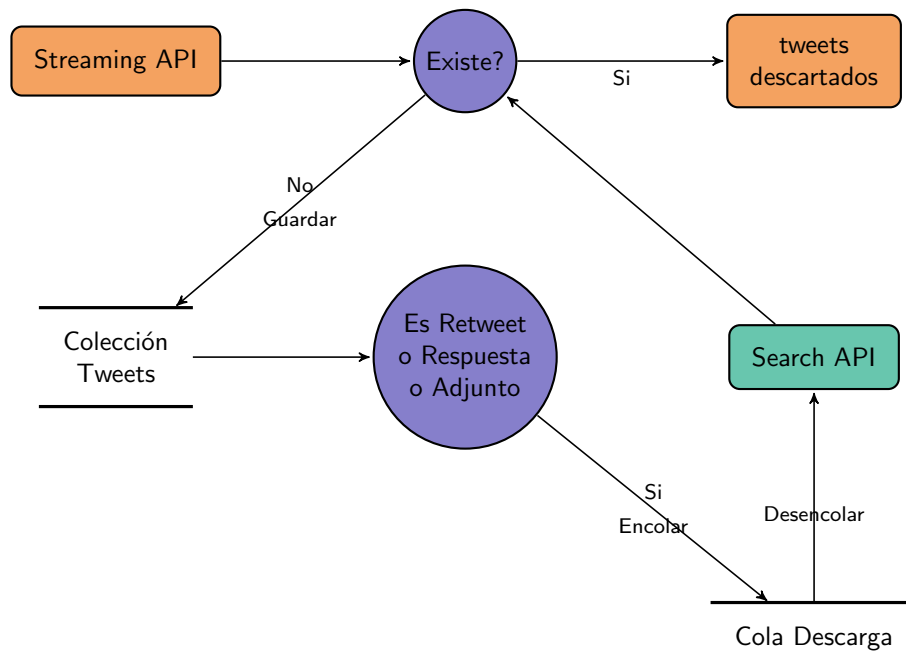 Streaming API
Existe?
Si
tweets
descartados
No
Guardar
Colección
Tweets
Es Retweet
o Respuesta
o Adjunto
Search API
Si
Encolar
Desencolar
Cola Descarga